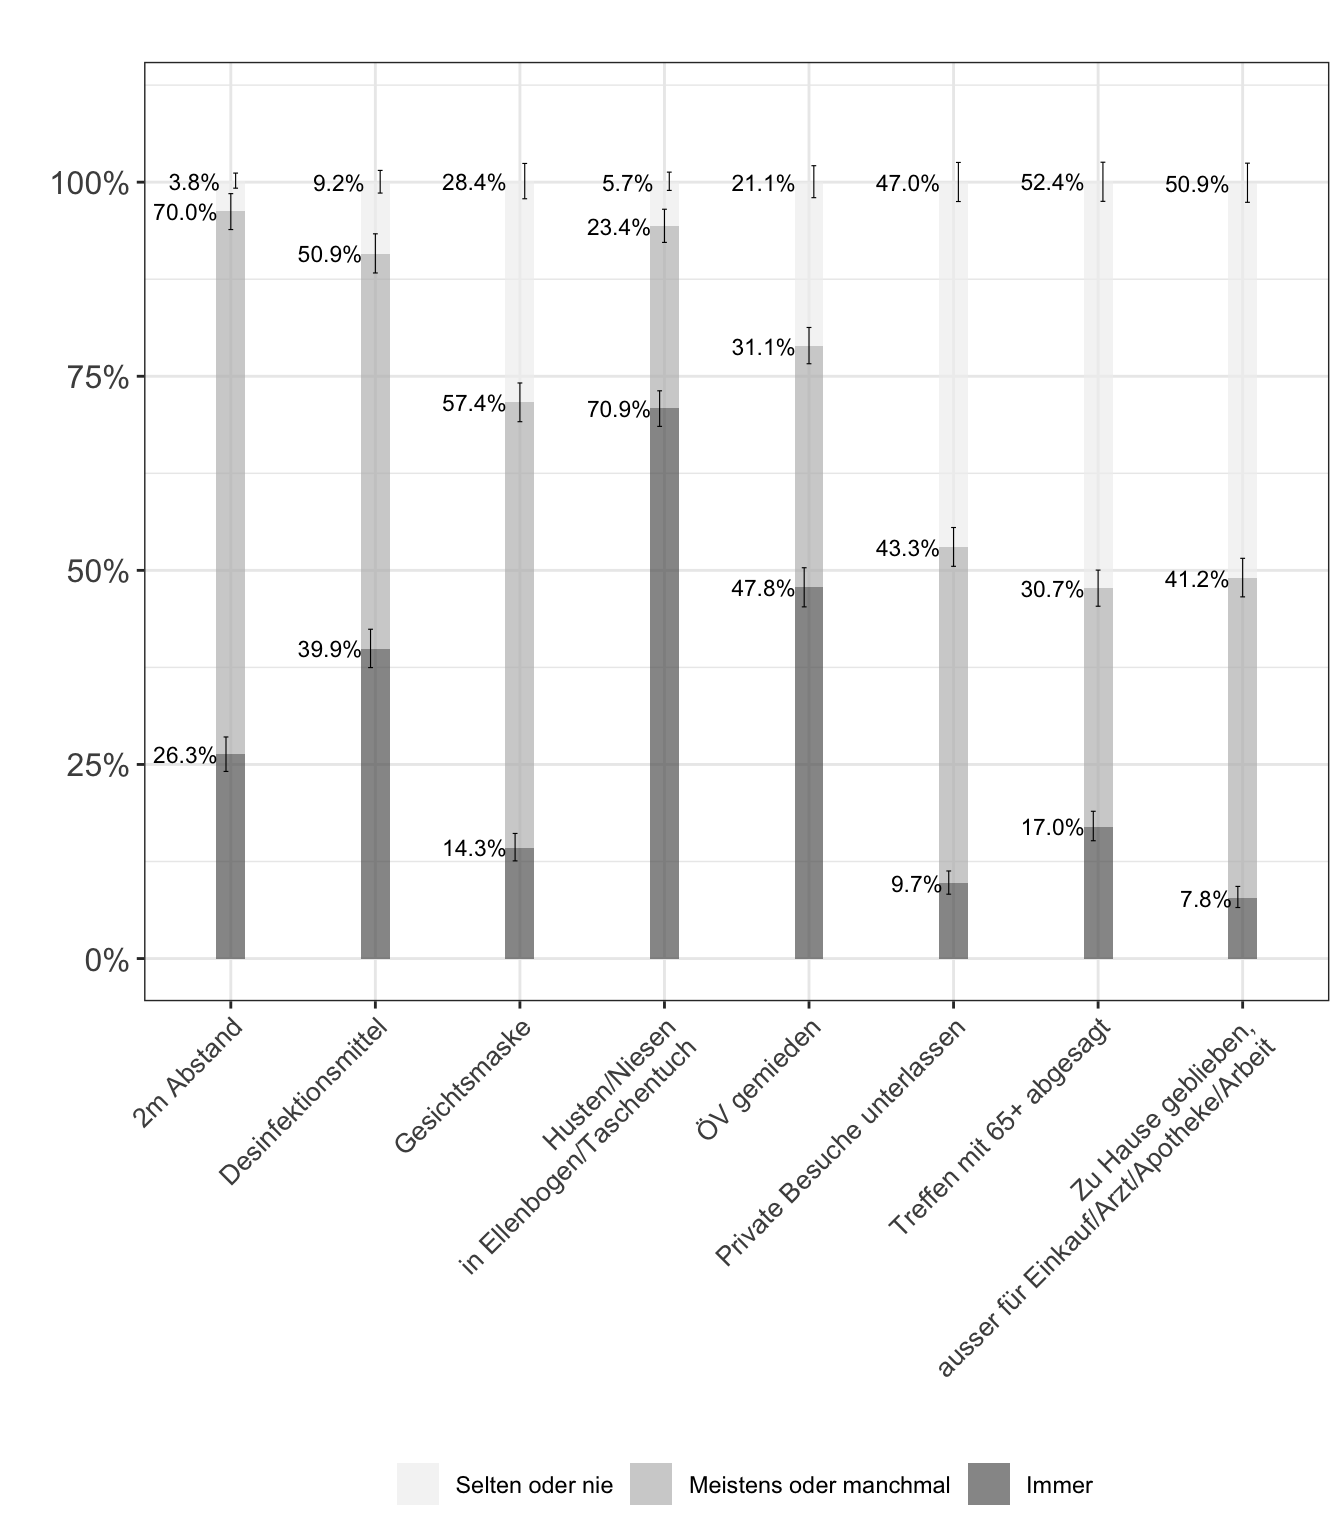 100%
75%
50%
25%
0%
3.8%
70.0%
26.3%
9.2%
50.9%
39.9%
28.4%
57.4%
14.3%
5.7%
23.4%
70.9%
21.1%
31.1%
47.8%
47.0%
43.3%
9.7%
52.4%
30.7%
17.0%
50.9%
41.2%
7.8%
2m Abstand
Desinfektionsmittel
Gesichtsmaske
Husten/Niesen
in Ellenbogen/Taschentuch
ÖV gemieden
Private Besuche unterlassen
Treffen mit 65+ abgesagt
Zu Hause geblieben,
ausser für Einkauf/Arzt/Apotheke/Arbeit
Selten oder nie
Meistens oder manchmal
Immer